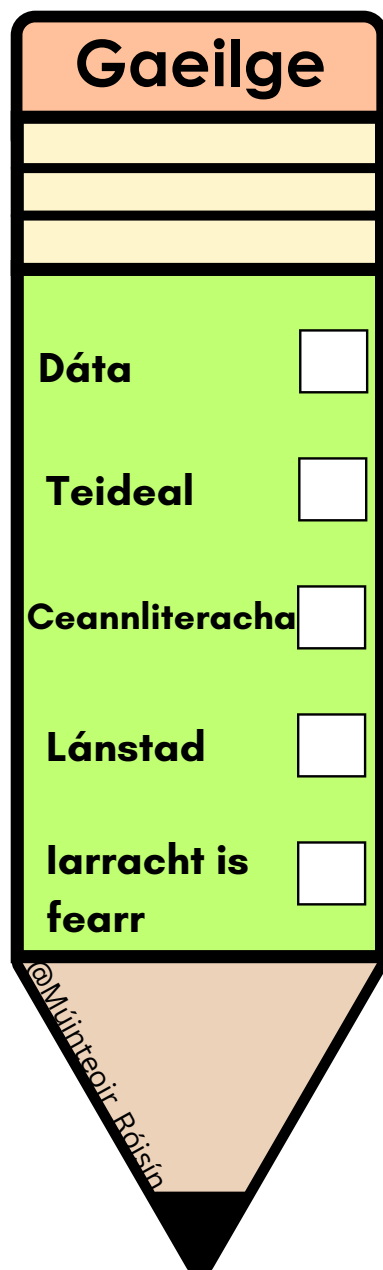 Gaeilge
Dáta
Teideal
Ceannliteracha
Lánstad
Iarracht is
fearr
@Múinteoir_Róisín